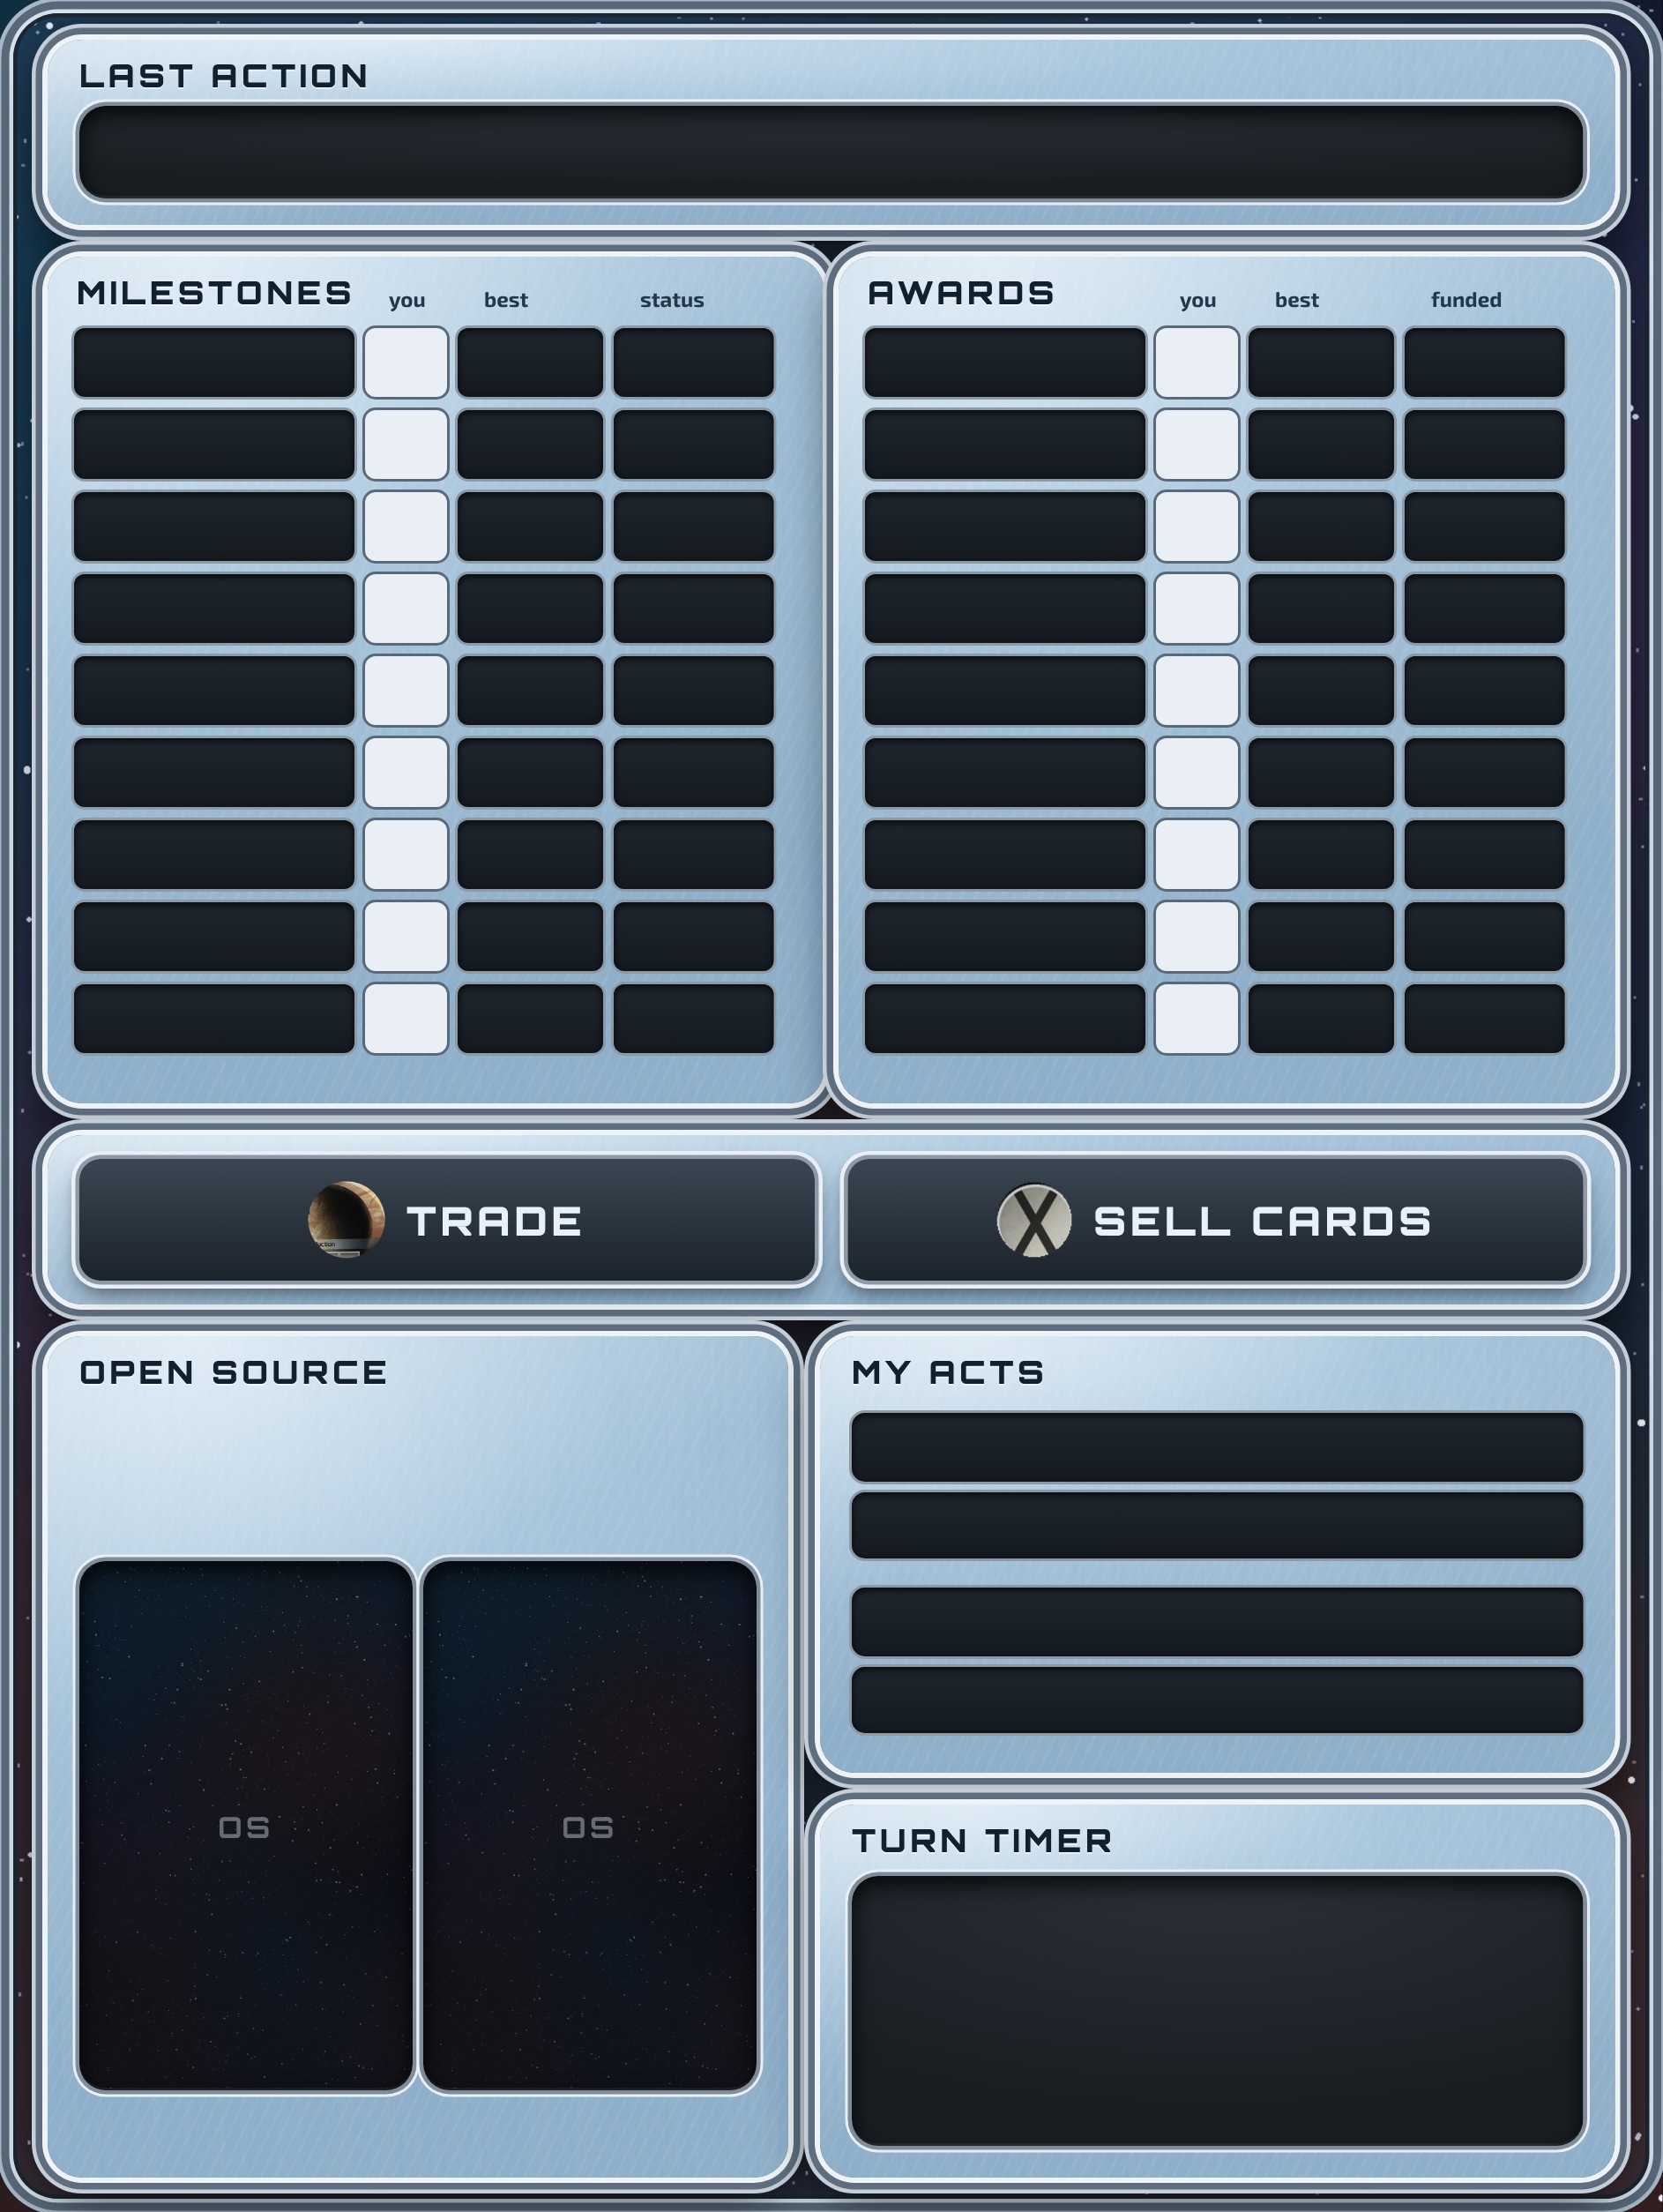 LAST ACTION
MILESTONES you best status
AWARDS you best funded
TRADE
SELL CARDS
OPEN SOURCE
OS OS
MY ACTS
TURN TIMER